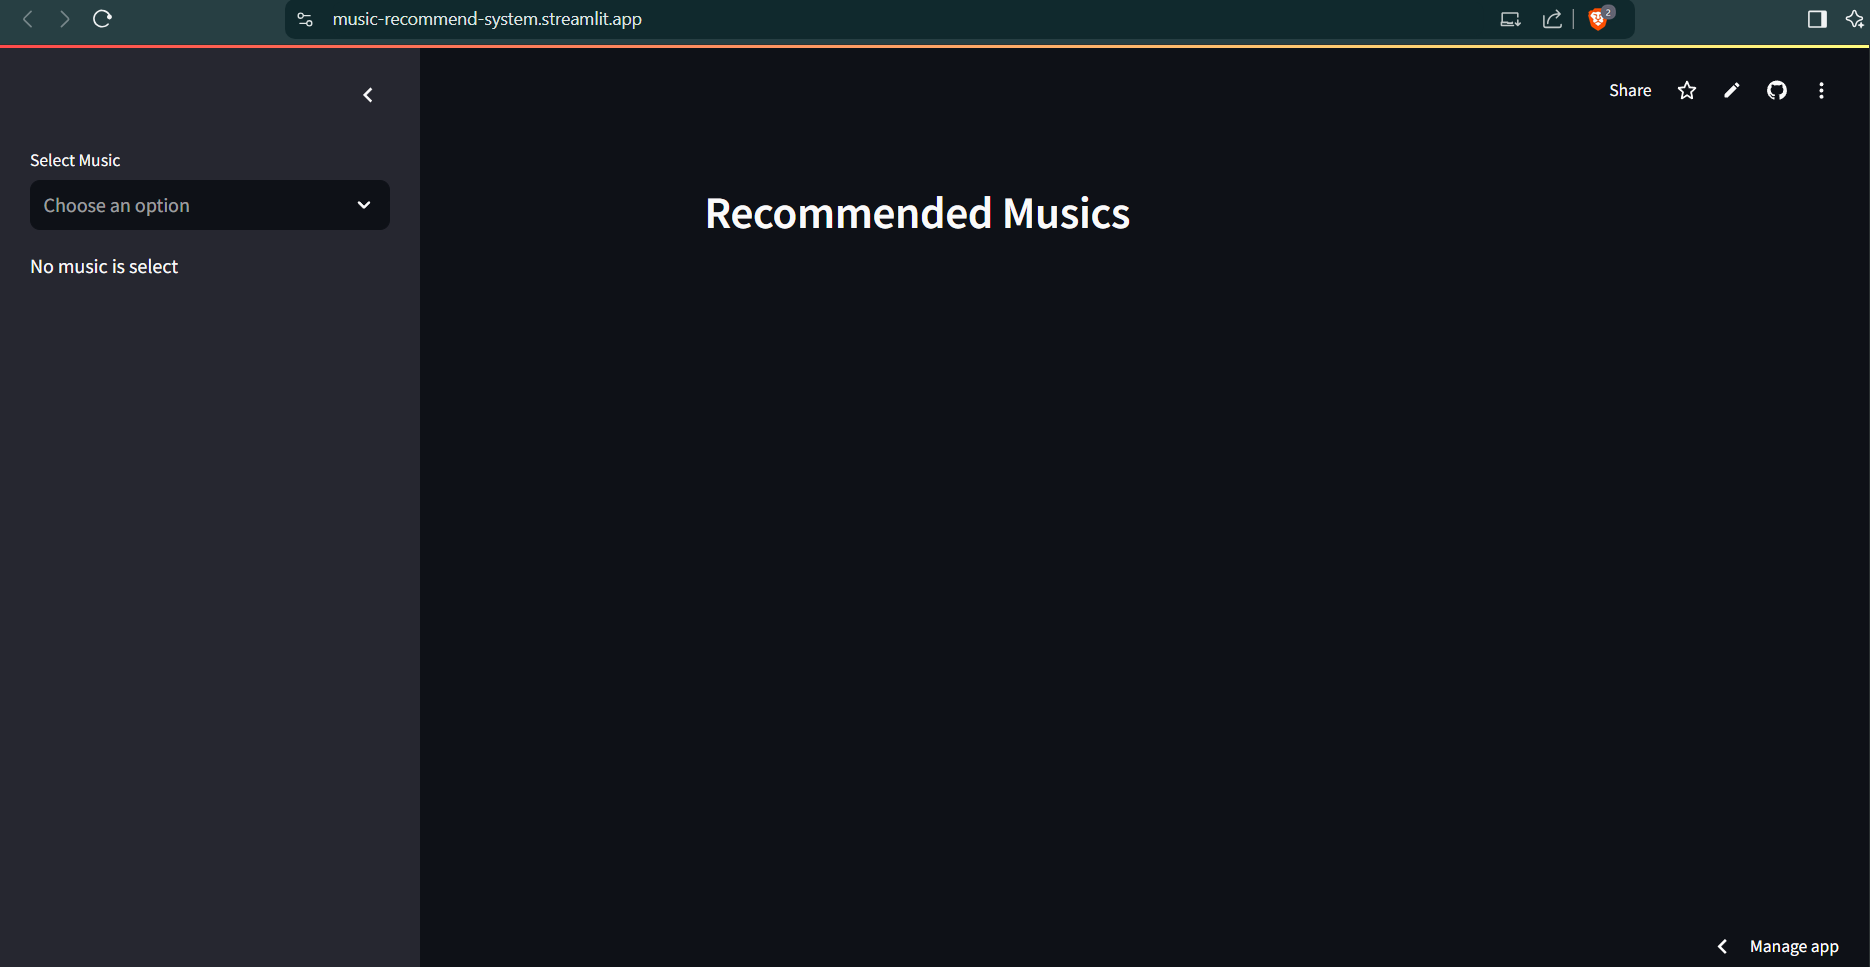 music-recommend-system.streamlit.app
2
Share
Select Music
Choose an option
No music is select
Recommended Musics
Manage app